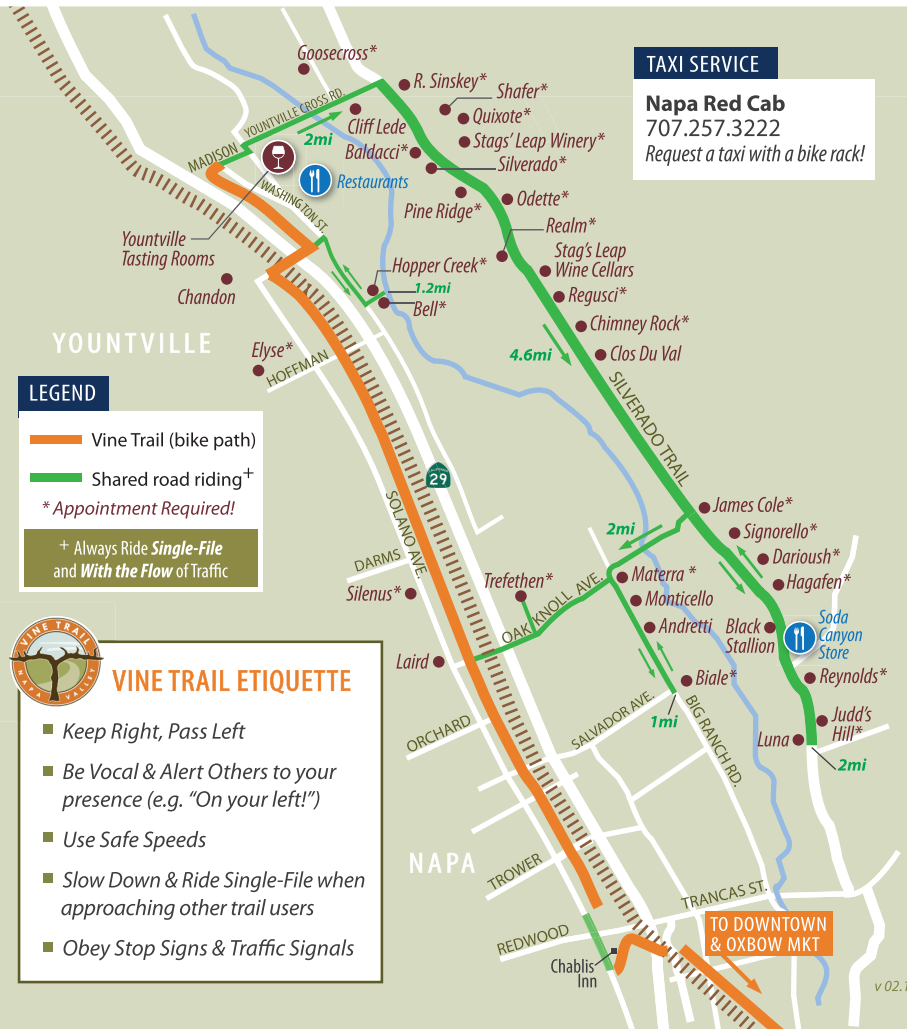 Goosecross*
R. Sinskey*
Shafer*
Quixote*
Stags' Leap Winery*
Silverado*
YOUNTVILLE CROSS RD.
2mi
Cliff Lede
Baldacci*
MADISON
Restaurants
WASHINGTON ST.
Pine Ridge*
Odette*
Realm*
Yountville
Tasting Rooms
Chandon
Hopper Creek*
1.2mi
Bell*
Stag's Leap
Wine Cellars
Regusci*
Chimney Rock*
Clos Du Val
4.6mi
TAXI SERVICE
Napa Red Cab
707.257.3222
Request a taxi with a bike rack!
YOUNTVILLE
Elyse*
HOFFMAN
LEGEND
Vine Trail (bike path)
Shared road riding+
* Appointment Required!
+ Always Ride Single-File
and With the Flow of Traffic
CALIFORNIA
29
SILVERADO TRAIL
SOLANO AVE.
DARMS
Silenus*
Trefethen*
OAK KNOLL AVE.
2mi
James Cole*
Signorello*
Darioush*
Hagafen*
Materra *
Monticello
Andretti
Black
Stallion
Soda
Canyon
Store
Laird
Biale*
Reynolds*
1mi
Judd's
Hill*
Luna
2mi
ORCHARD
SALVADOR AVE.
BIG RANCH RD.
VINE TRAIL
NAPA VALLEY
VINE TRAIL ETIQUETTE
Keep Right, Pass Left
Be Vocal & Alert Others to your
presence (e.g. “On your left!”)
Use Safe Speeds
Slow Down & Ride Single-File when
approaching other trail users
Obey Stop Signs & Traffic Signals
NAPA
TROWER
REDWOOD
TRANCAS ST.
Chablis
Inn
TO DOWNTOWN
& OXBOW MKT
v 02.1